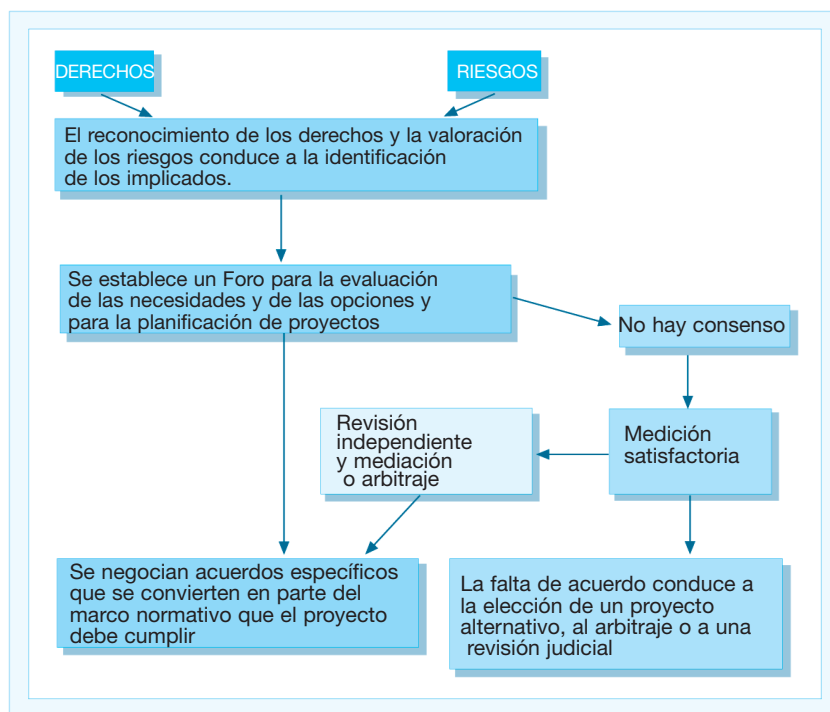 DERECHOS
RIESGOS
El reconocimiento de los derechos y la valoración
de los riesgos conduce a la identificación
de los implicados.
Se establece un Foro para la evaluación
de las necesidades y de las opciones y
para la planificación de proyectos
No hay consenso
Revisión
independiente
y mediación
o arbitraje
Medición
satisfactoria
Se negocian acuerdos específicos
que se convierten en parte del
marco normativo que el proyecto
debe cumplir
La falta de acuerdo conduce a
la elección de un proyecto
alternativo, al arbitraje o a una
revisión judicial